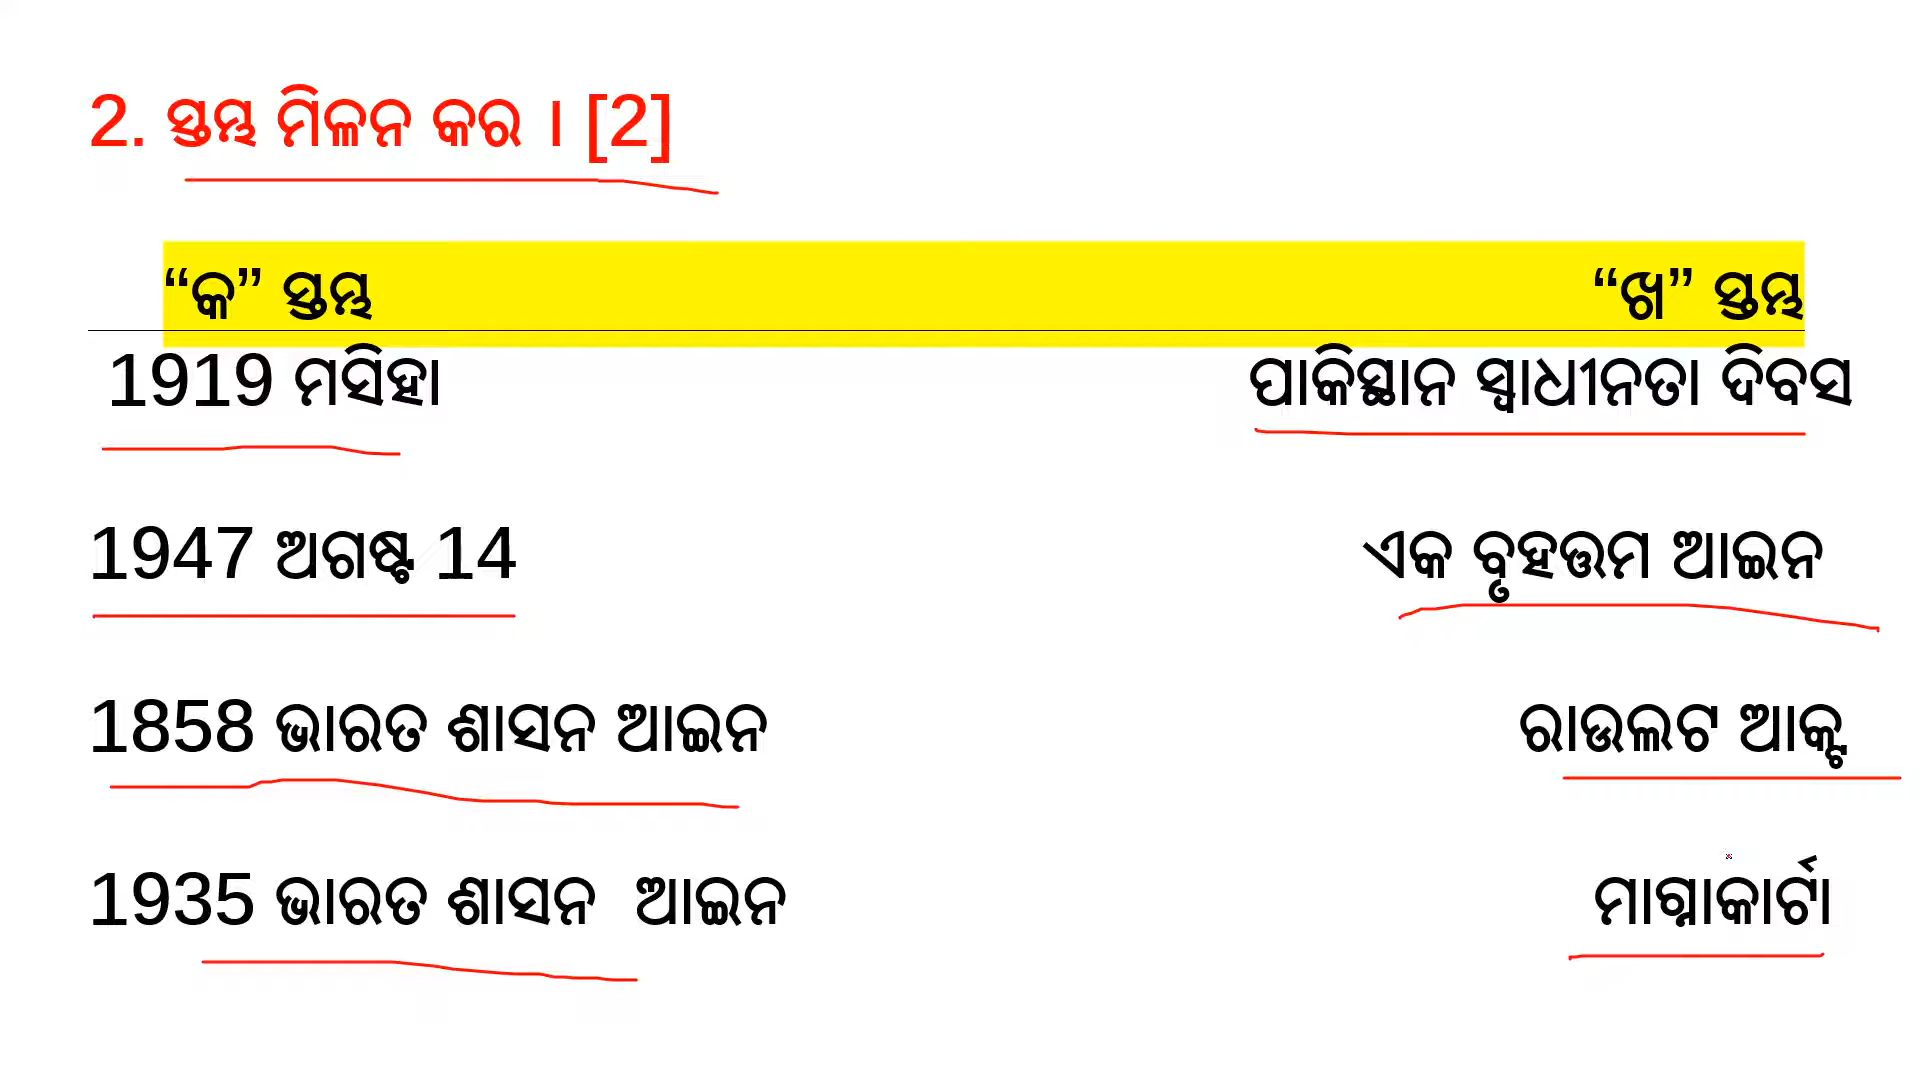 2. ସ୍ତମ୍ଭ ମିଳନ କର । [2]
“କ” ସ୍ତମ୍ଭ “ଖ” ସ୍ତମ୍ଭ
1919 ମସିହା ପାକିସ୍ଥାନ ସ୍ୱାଧୀନତା ଦିବସ
1947 ଅଗଷ୍ଟ 14 ଏକ ବୃହତ୍ତମ ଆଇନ
1858 ଭାରତ ଶାସନ ଆଇନ ରାଉଲଟ ଆକ୍ଟ
1935 ଭାରତ ଶାସନ ଆଇନ ମାଗ୍ନାକାର୍ଟା